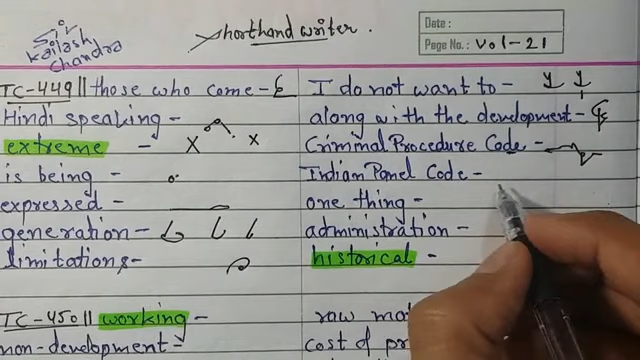 Sir Kailash Chandra
Shorthand writer.
Date :
Page No. : Vol-21
TC-449|| those who come -
Hindi speaking -
extreme -
is being -
expressed -
generation -
limitations -
I do not want to -
along with the development -
Criminal Procedure Code -
Indian Panel Code -
one thing -
administration -
historical -
TC-450|| working -
non-development -
raw mat
cost of pr